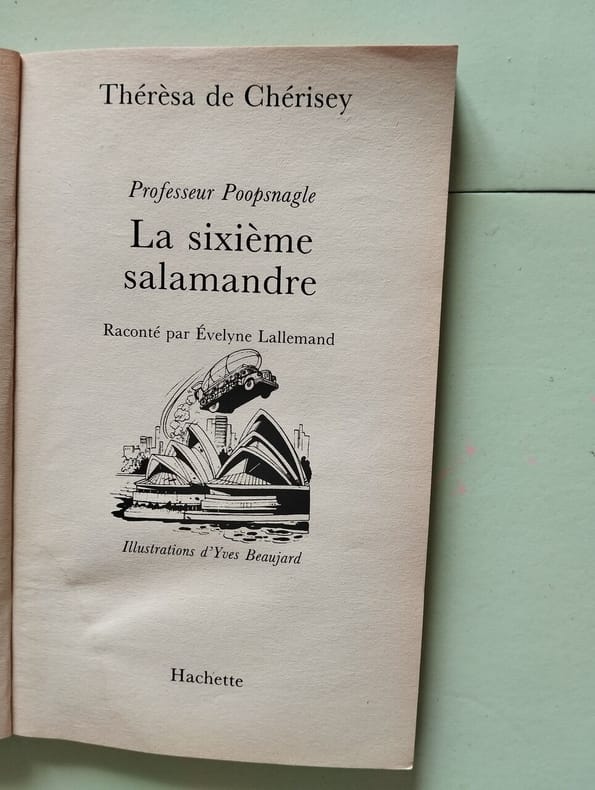 Thérèsa de Chérisey
Professeur Poopsnagle
La sixième
salamandre
Raconté par Évelyne Lallemand
Illustrations d'Yves Beaujard
Hachette